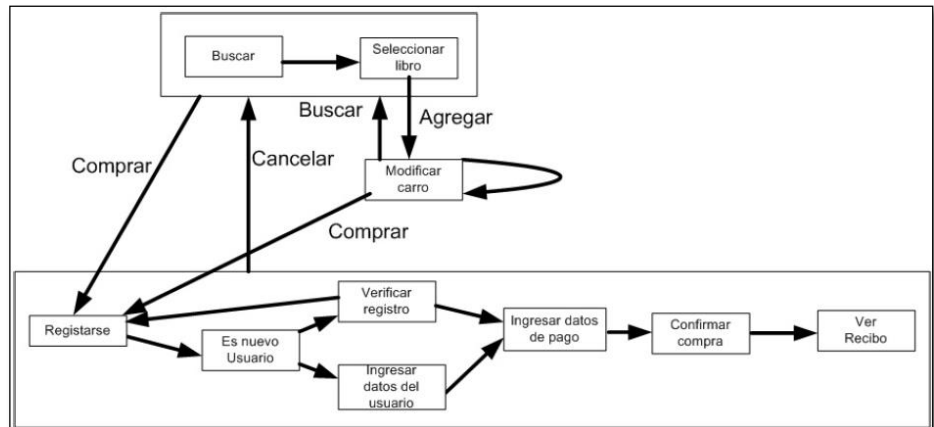 Buscar
Seleccionar
libro
Buscar
Agregar
Comprar
Cancelar
Modificar
carro
Comprar
Verificar
registro
Registarse
Es nuevo
Usuario
Ingresar datos
de pago
Confirmar
compra
Ver
Recibo
Ingresar
datos del
usuario